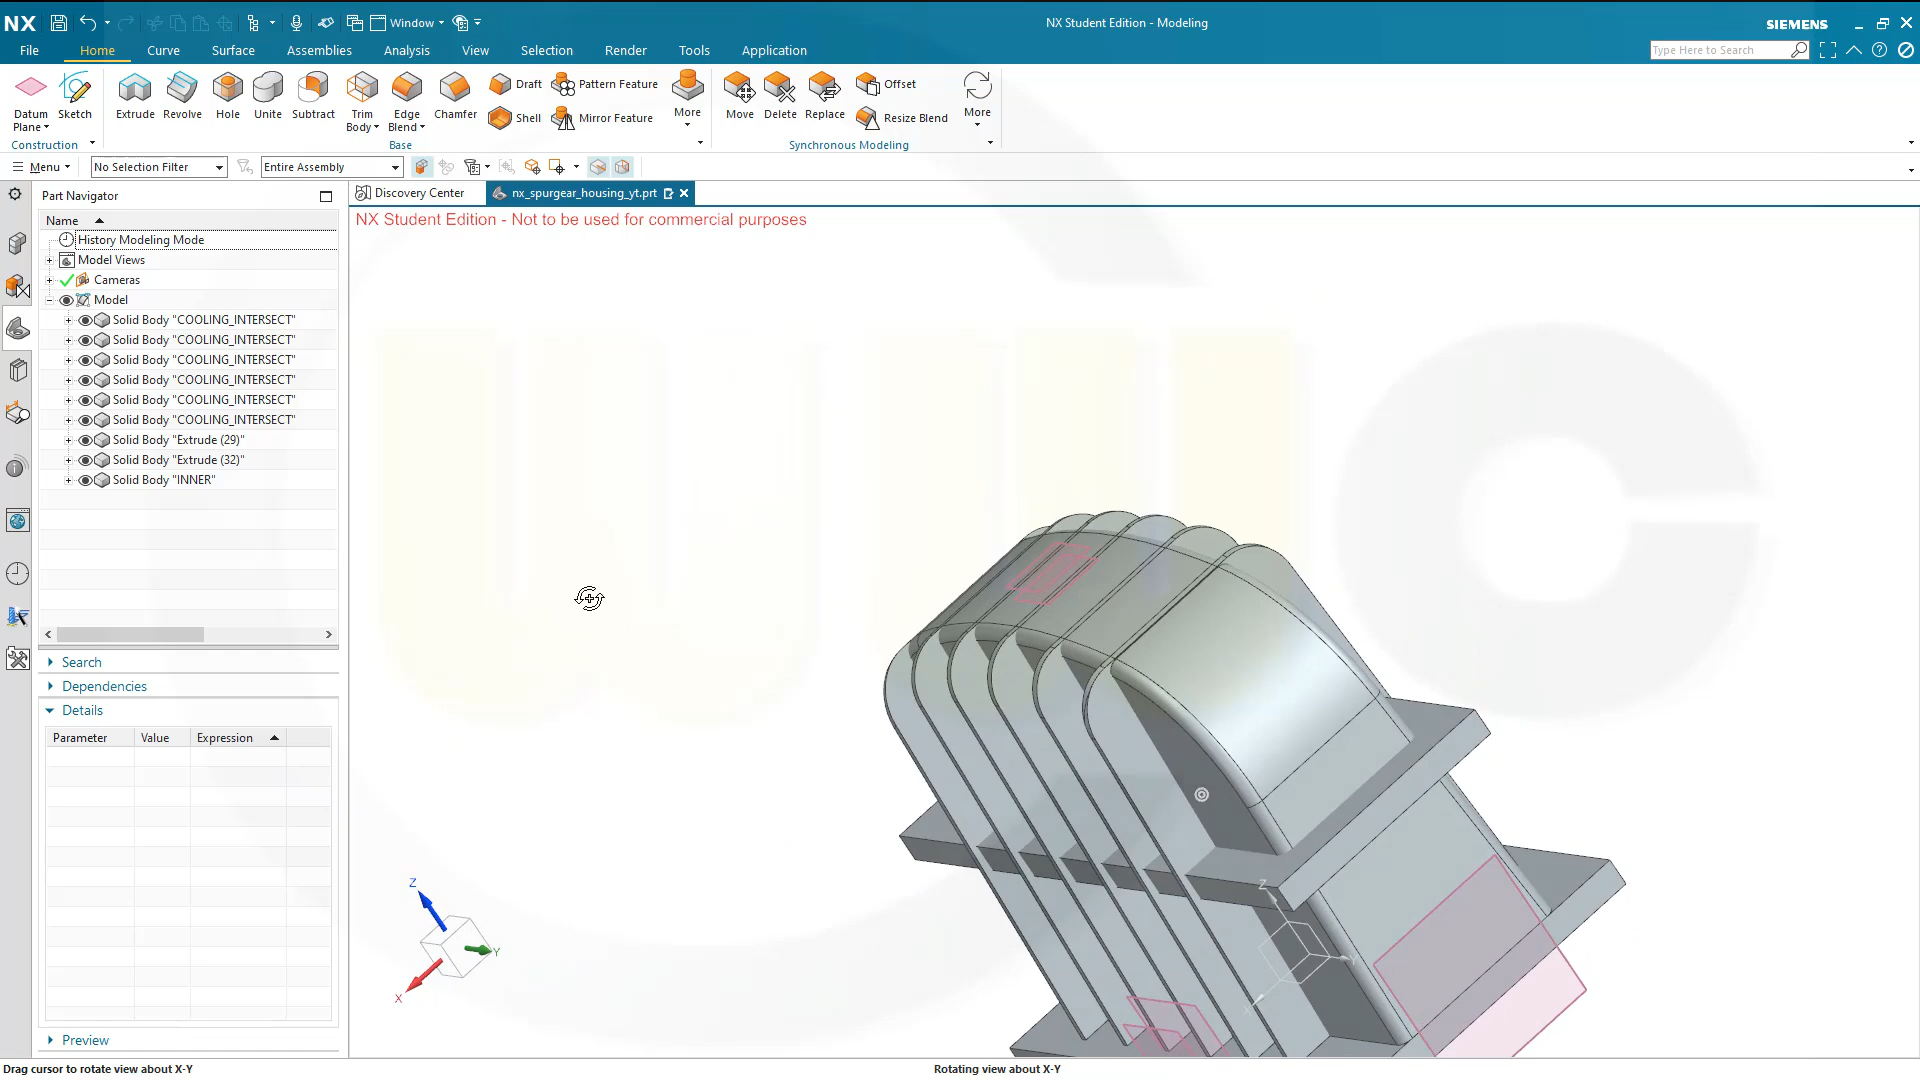 NX
Window
NX Student Edition - Modeling
SIEMENS
File Home Curve Surface Assemblies Analysis View Selection Render Tools Application
Type Here to Search
Datum Plane
Sketch
Extrude
Revolve
Hole
Unite
Subtract
Trim Body
Edge Blend
Chamfer
Draft
Shell
Pattern Feature
Mirror Feature
More
Move
Delete
Replace
Offset
Resize Blend
More
Construction
Base
Synchronous Modeling
Menu
No Selection Filter
Entire Assembly
Part Navigator
Discovery Center
nx_spurgear_housing_yt.prt
NX Student Edition - Not to be used for commercial purposes
Name
History Modeling Mode
Model Views
Cameras
Model
Solid Body "COOLING_INTERSECT"
Solid Body "COOLING_INTERSECT"
Solid Body "COOLING_INTERSECT"
Solid Body "COOLING_INTERSECT"
Solid Body "COOLING_INTERSECT"
Solid Body "COOLING_INTERSECT"
Solid Body "Extrude (29)"
Solid Body "Extrude (32)"
Solid Body "INNER"
Search
Dependencies
Details
Parameter Value Expression
Preview
Z
Y
X
Z
Y
X
Drag cursor to rotate view about X-Y
Rotating view about X-Y